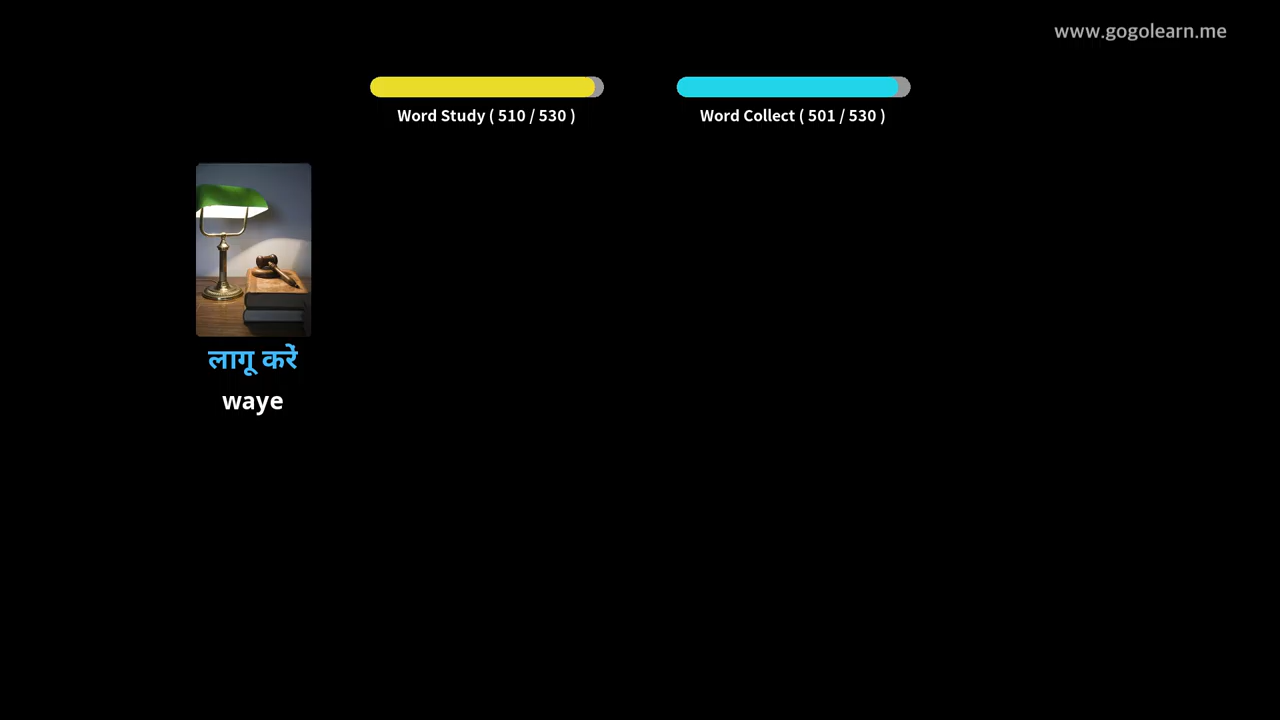 www.gogolearn.me
Word Study ( 510 / 530 )
Word Collect ( 501 / 530 )
लागू करें
waye